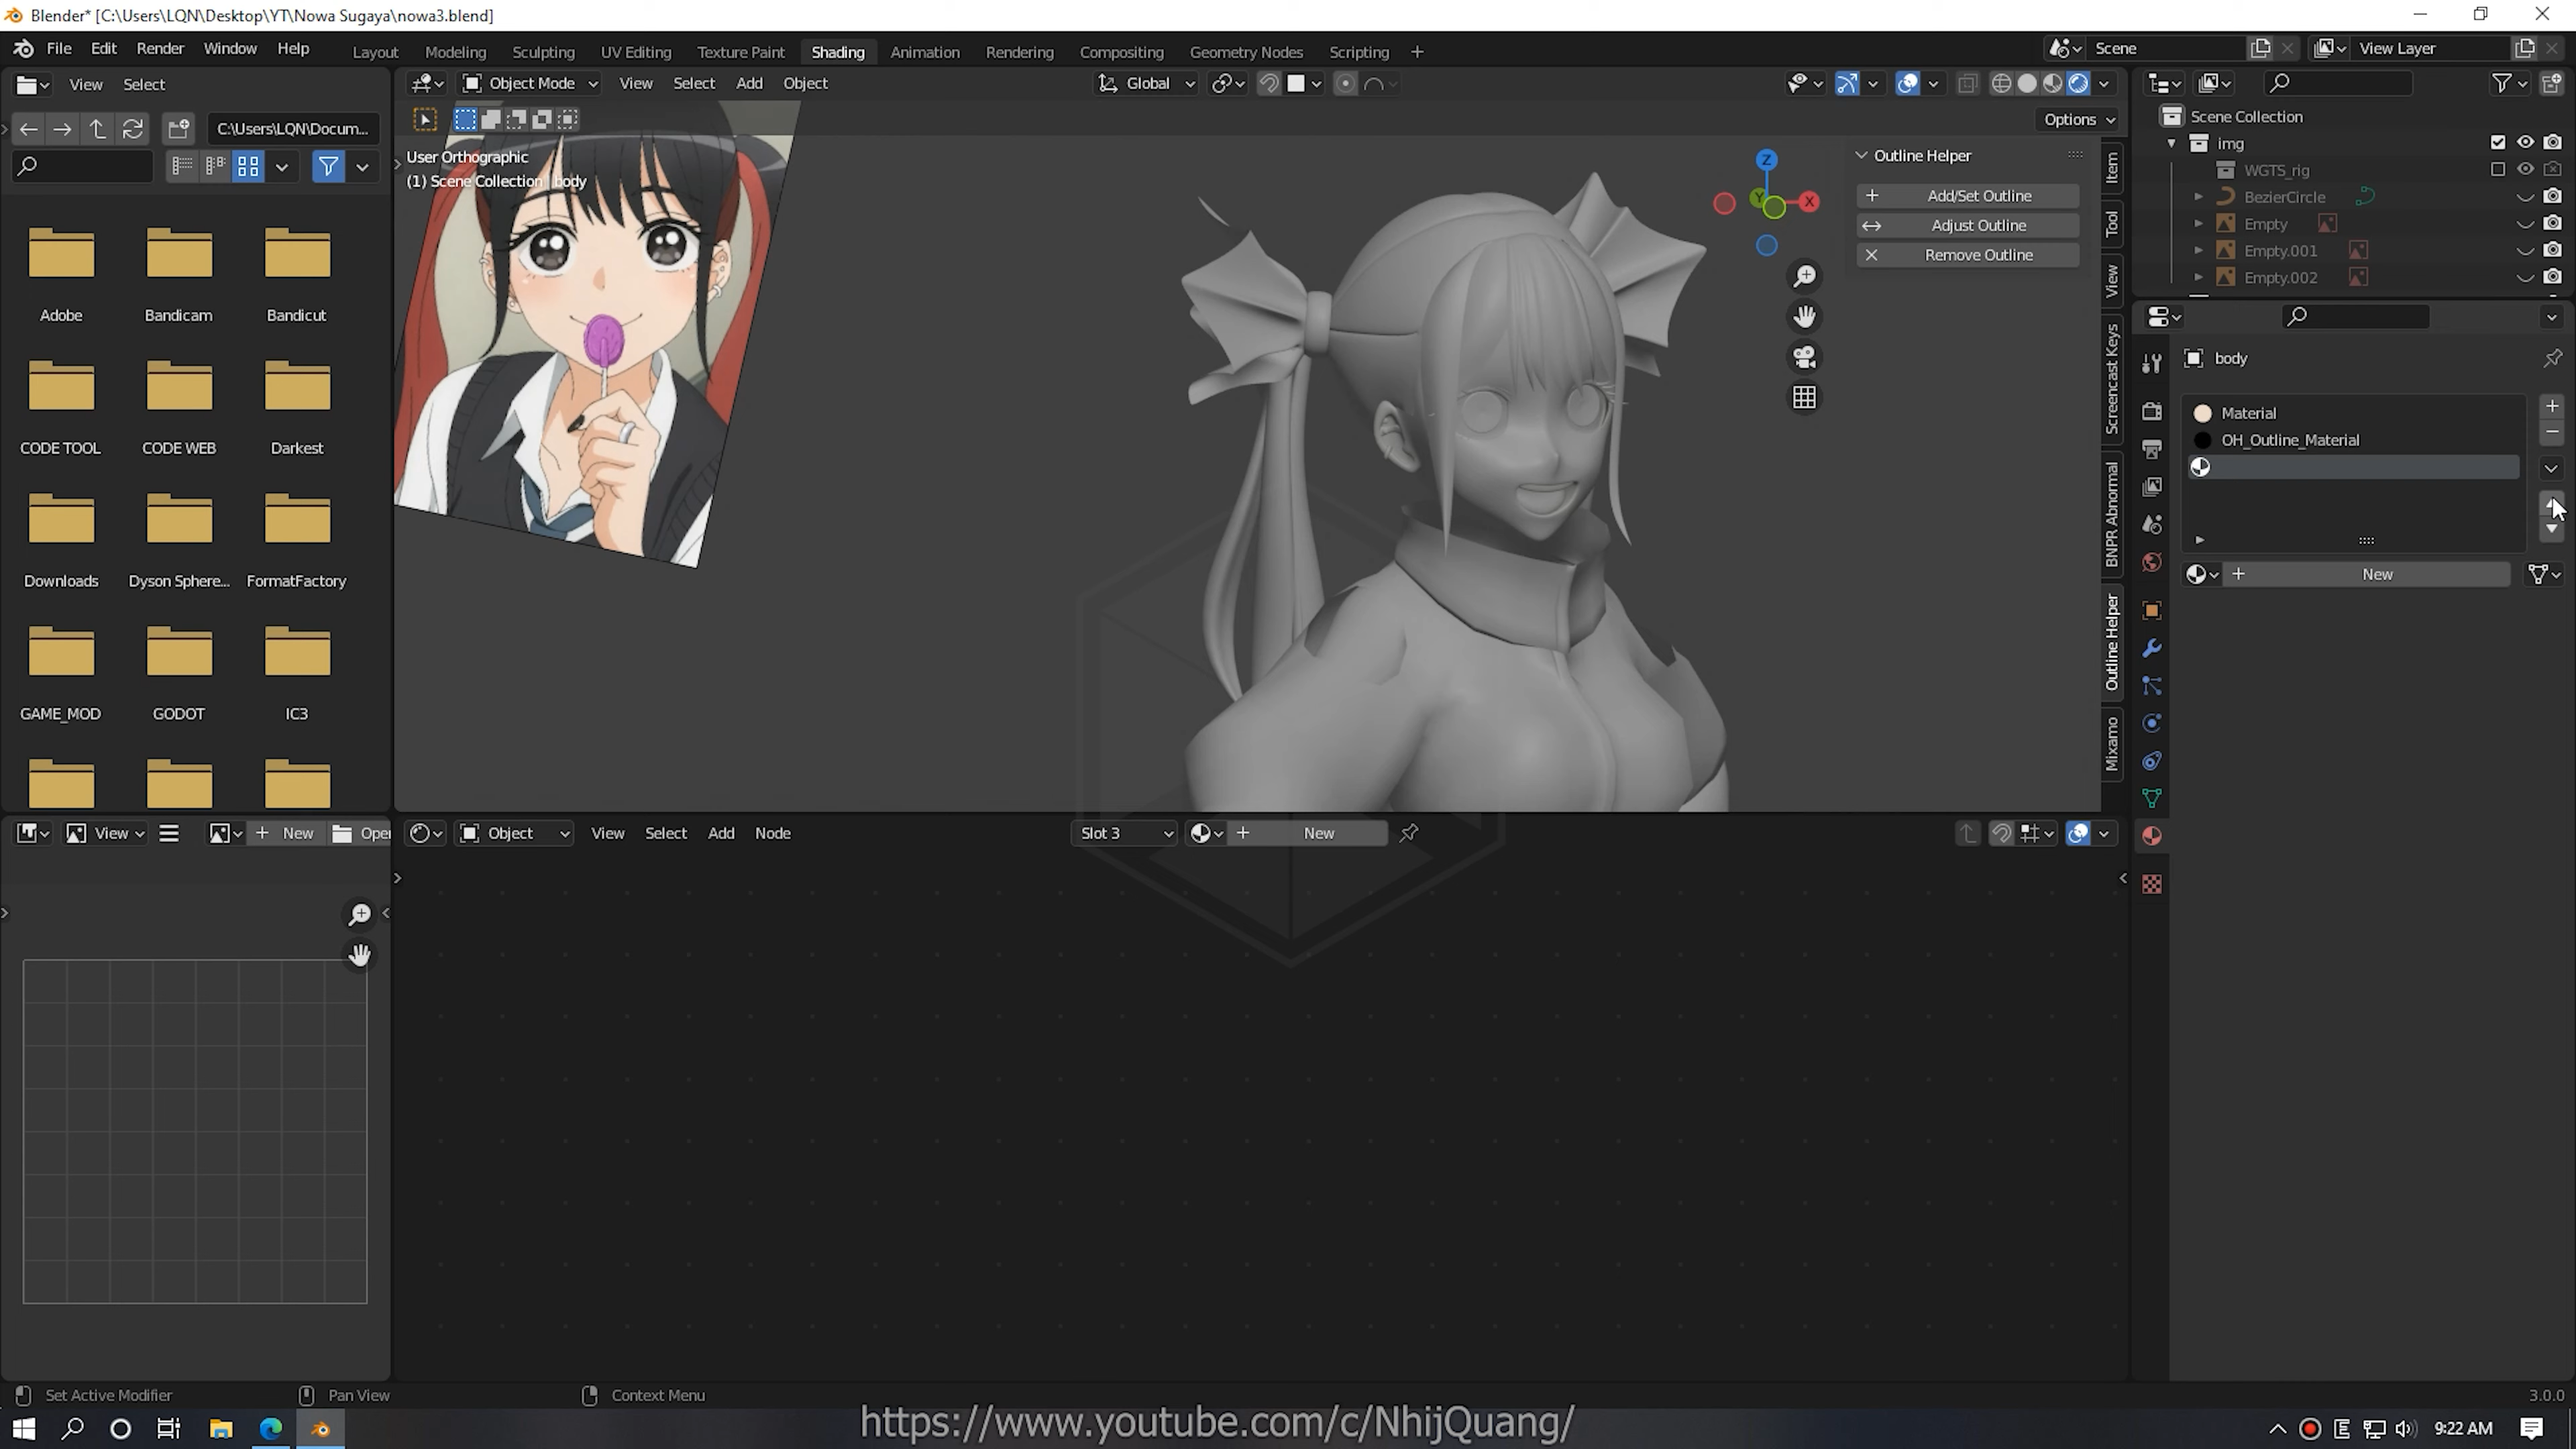 Blender* [C:\Users\LQN\Desktop\YT\Nowa Sugaya\nowa3.blend]
File Edit Render Window Help
Layout Modeling Sculpting UV Editing Texture Paint Shading Animation Rendering Compositing Geometry Nodes Scripting +
Scene
View Layer
View Select
Object Mode View Select Add Object
Global
C:\Users\LQN\Docum...
Options
User Orthographic
(1) Scene Collection | body
Outline Helper
Add/Set Outline
Adjust Outline
Remove Outline
Z
Y
X
Item
Tool
View
Screencast Keys
BNPR Abnormal
Outline Helper
Mixamo
Scene Collection
img
WGTS_rig
BezierCircle
Empty
Empty.001
Empty.002
body
Material
OH_Outline_Material
New
Adobe Bandicam Bandicut
CODE TOOL CODE WEB Darkest
Downloads Dyson Sphere... FormatFactory
GAME_MOD GODOT IC3
View New Oper
Object View Select Add Node
Slot 3 New
Set Active Modifier Pan View Context Menu
3.0.0
https://www.youtube.com/c/NhijQuang/
9:22 AM